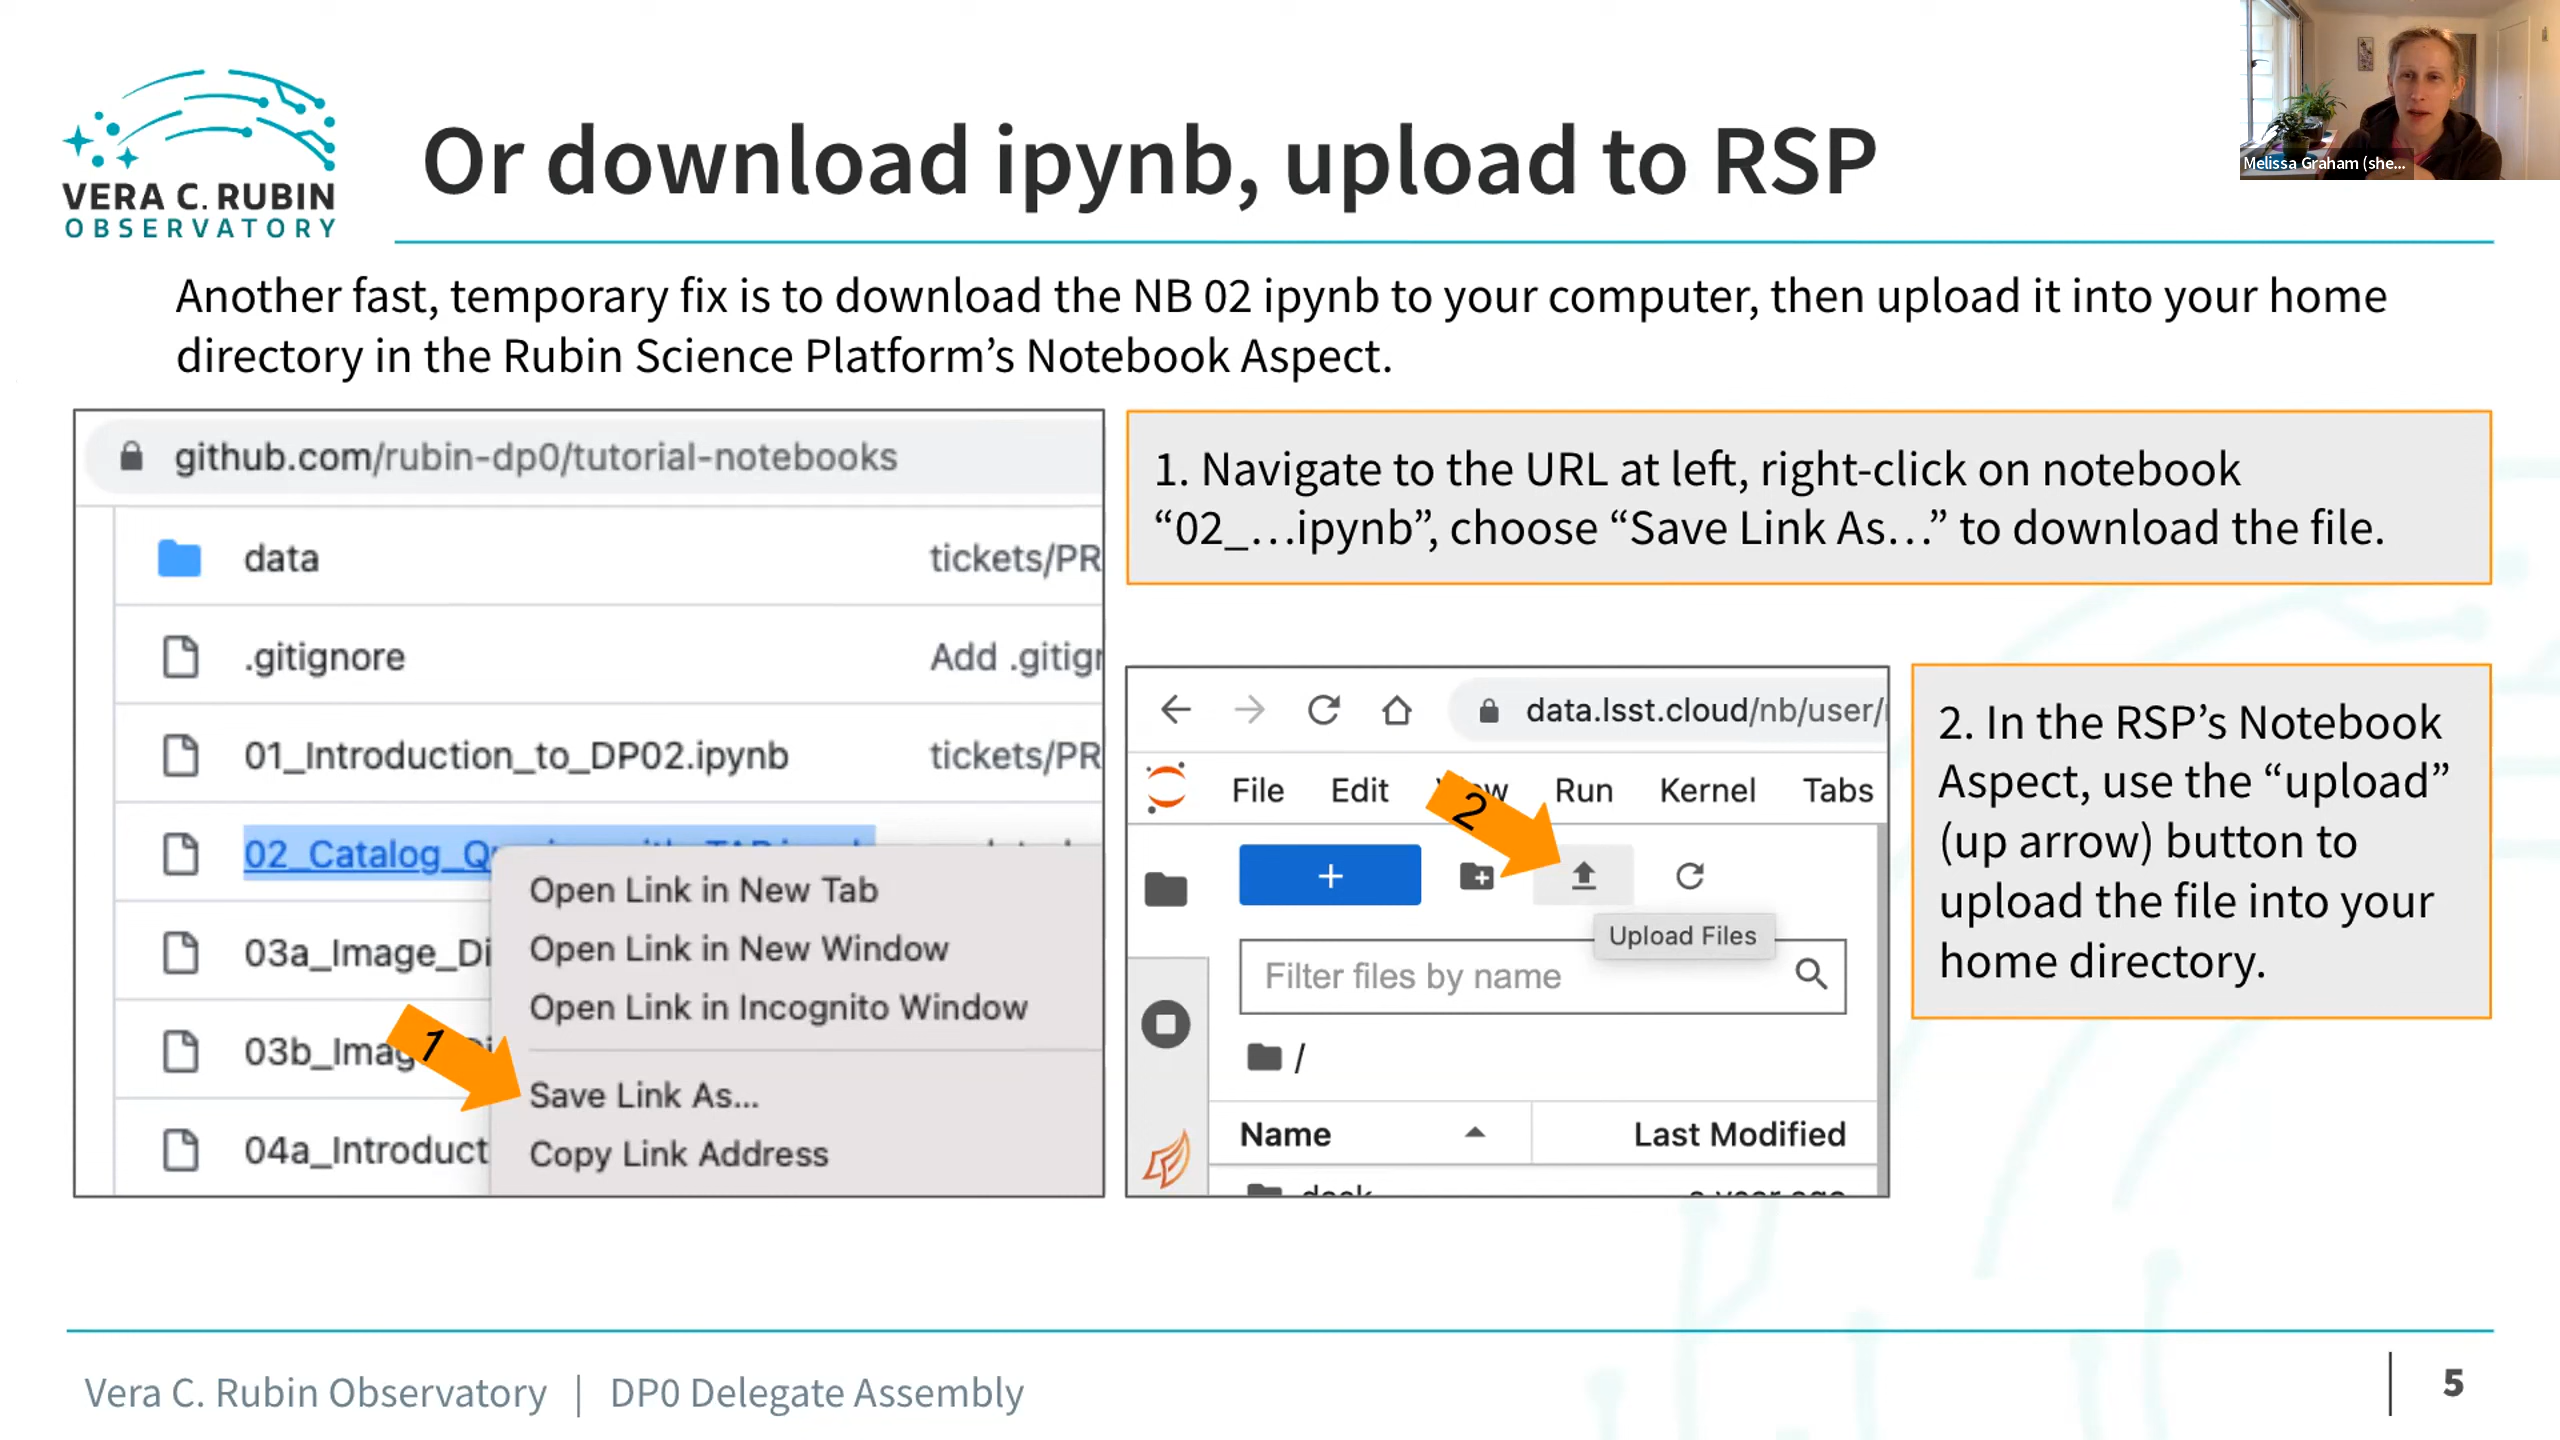 VERA C. RUBIN
OBSERVATORY
Or download ipynb, upload to RSP
Melissa Graham (she...
Another fast, temporary fix is to download the NB 02 ipynb to your computer, then upload it into your home
directory in the Rubin Science Platform’s Notebook Aspect.
github.com/rubin-dp0/tutorial-notebooks
data tickets/PR
.gitignore Add .gitigr
01_Introduction_to_DP02.ipynb tickets/PR
02_Catalog_Q
03a_Image_Di
03b_Imag
04a_Introduct
Open Link in New Tab
Open Link in New Window
Open Link in Incognito Window
1
Save Link As...
Copy Link Address
1. Navigate to the URL at left, right-click on notebook
“02_…ipynb”, choose “Save Link As…” to download the file.
data.lsst.cloud/nb/user/
File Edit Run Kernel Tabs
2
+
Upload Files
Filter files by name
/
Name Last Modified
2. In the RSP’s Notebook
Aspect, use the “upload”
(up arrow) button to
upload the file into your
home directory.
Vera C. Rubin Observatory | DP0 Delegate Assembly
5